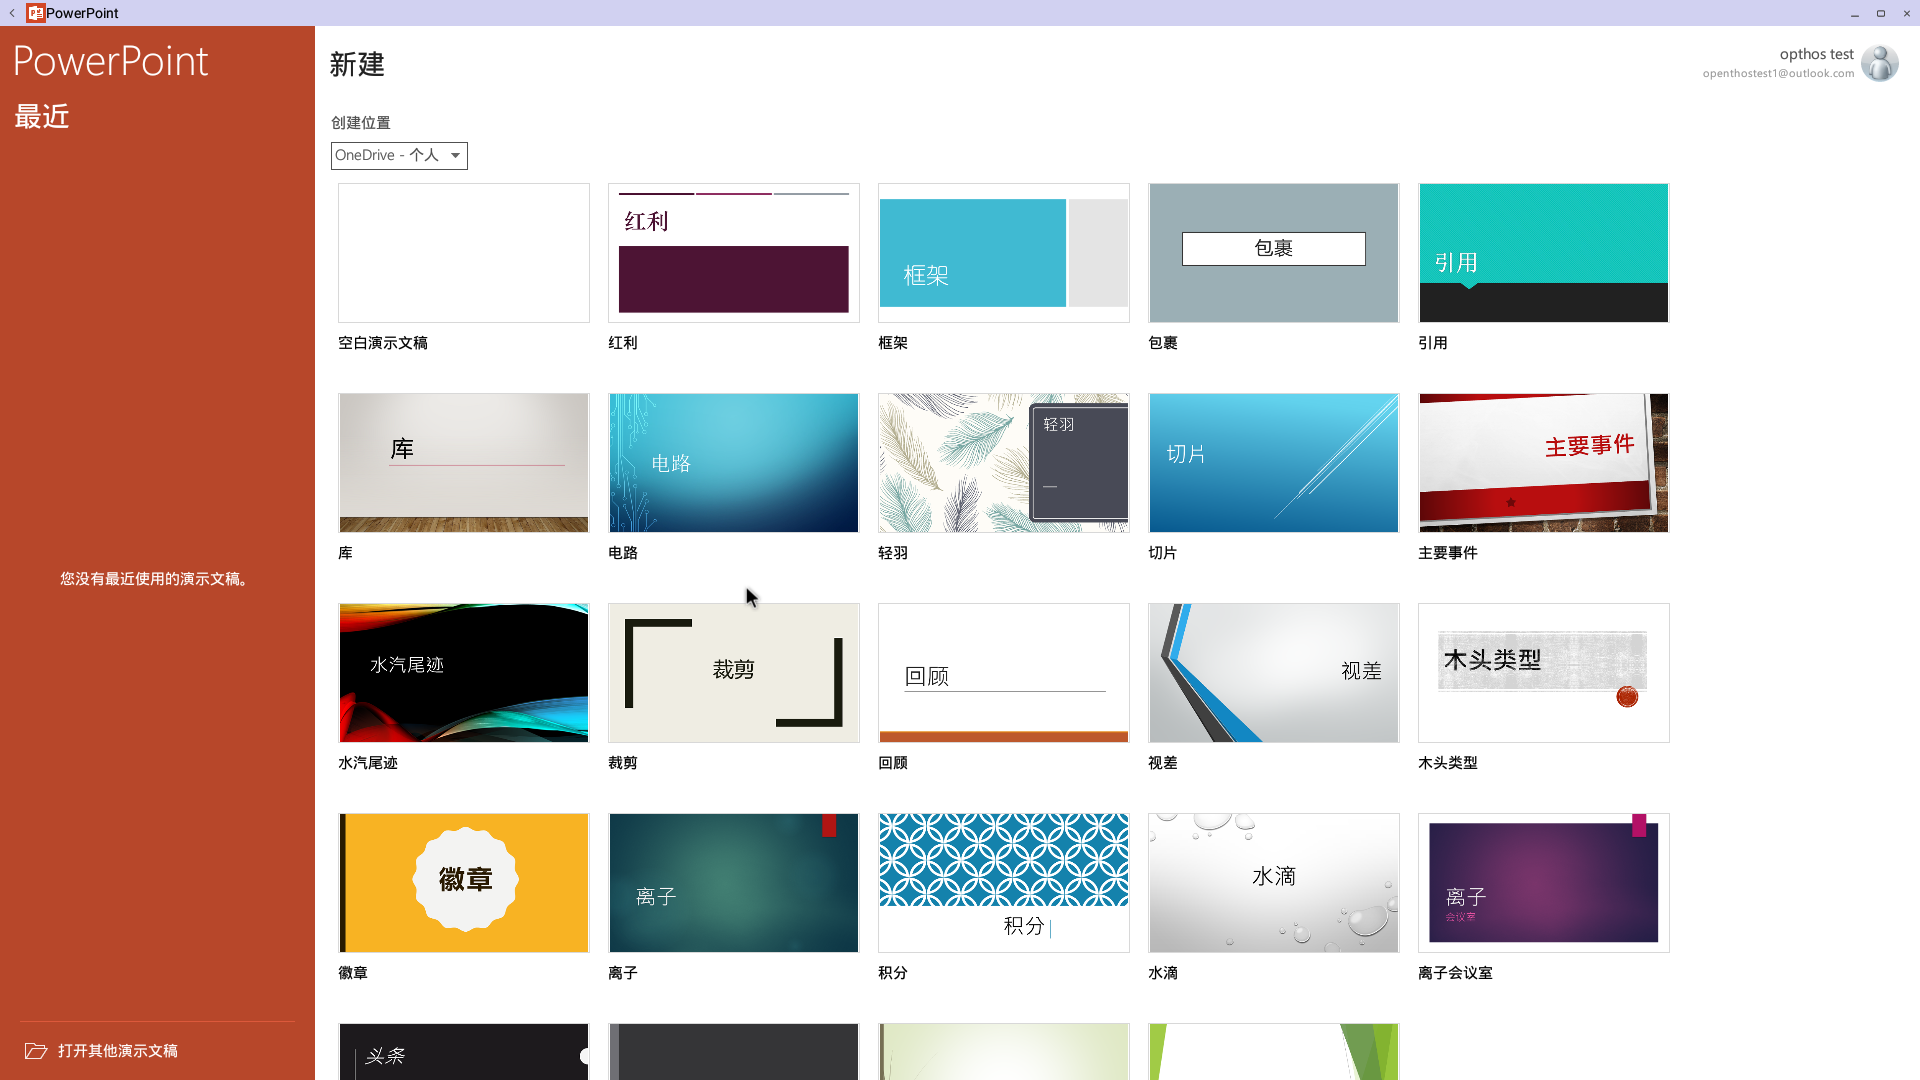 PowerPoint
PowerPoint
最近
您没有最近使用的演示文稿。
打开其他演示文稿
新建
opthos test
openthostest1@outlook.com
创建位置
OneDrive - 个人
红利
框架
包裹
引用
空白演示文稿
红利
框架
包裹
引用
库
电路
轻羽
切片
主要事件
库
电路
轻羽
切片
主要事件
水汽尾迹
裁剪
回顾
视差
木头类型
水汽尾迹
裁剪
回顾
视差
木头类型
徽章
离子
积分
水滴
离子
会议室
徽章
离子
积分
水滴
离子会议室
头条